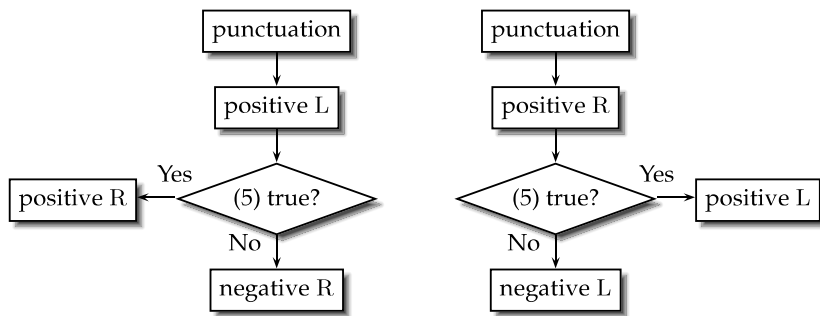 punctuation
positive L
Yes
positive R
(5) true?
No
negative R
punctuation
positive R
(5) true?
Yes
positive L
No
negative L